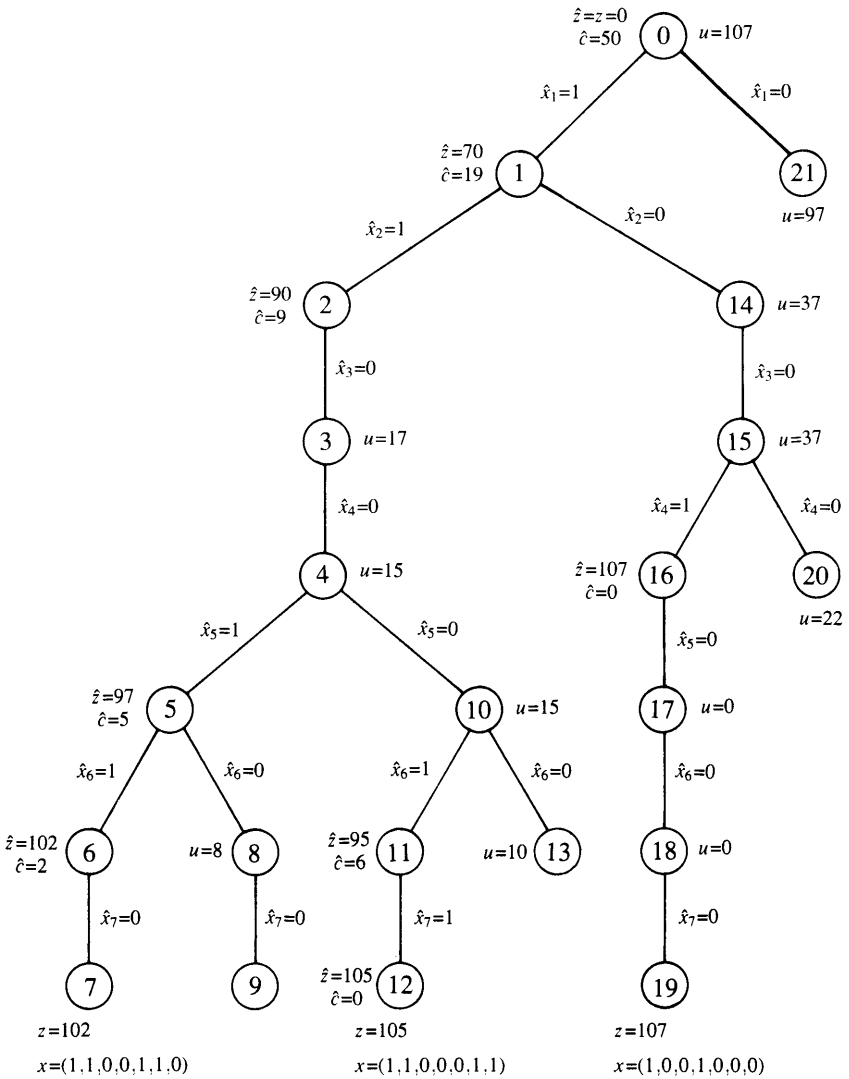 ẑ=z=0
ĉ=50
0
u=107
x̂₁=1
x̂₁=0
ẑ=70
ĉ=19
1
21
u=97
x̂₂=1
x̂₂=0
ẑ=90
ĉ=9
2
14
u=37
x̂₃=0
x̂₃=0
3
u=17
15
u=37
x̂₄=0
x̂₄=1
x̂₄=0
4
u=15
ẑ=107
ĉ=0
16
20
u=22
x̂₅=1
x̂₅=0
x̂₅=0
ẑ=97
ĉ=5
5
10
u=15
17
u=0
x̂₆=1
x̂₆=0
x̂₆=1
x̂₆=0
x̂₆=0
ẑ=102
ĉ=2
6
u=8
8
ẑ=95
ĉ=6
11
u=10
13
18
u=0
x̂₇=0
x̂₇=0
x̂₇=1
x̂₇=0
7
9
ẑ=105
ĉ=0
12
19
z=102
z=105
z=107
x=(1,1,0,0,1,1,0)
x=(1,1,0,0,0,1,1)
x=(1,0,0,1,0,0,0)